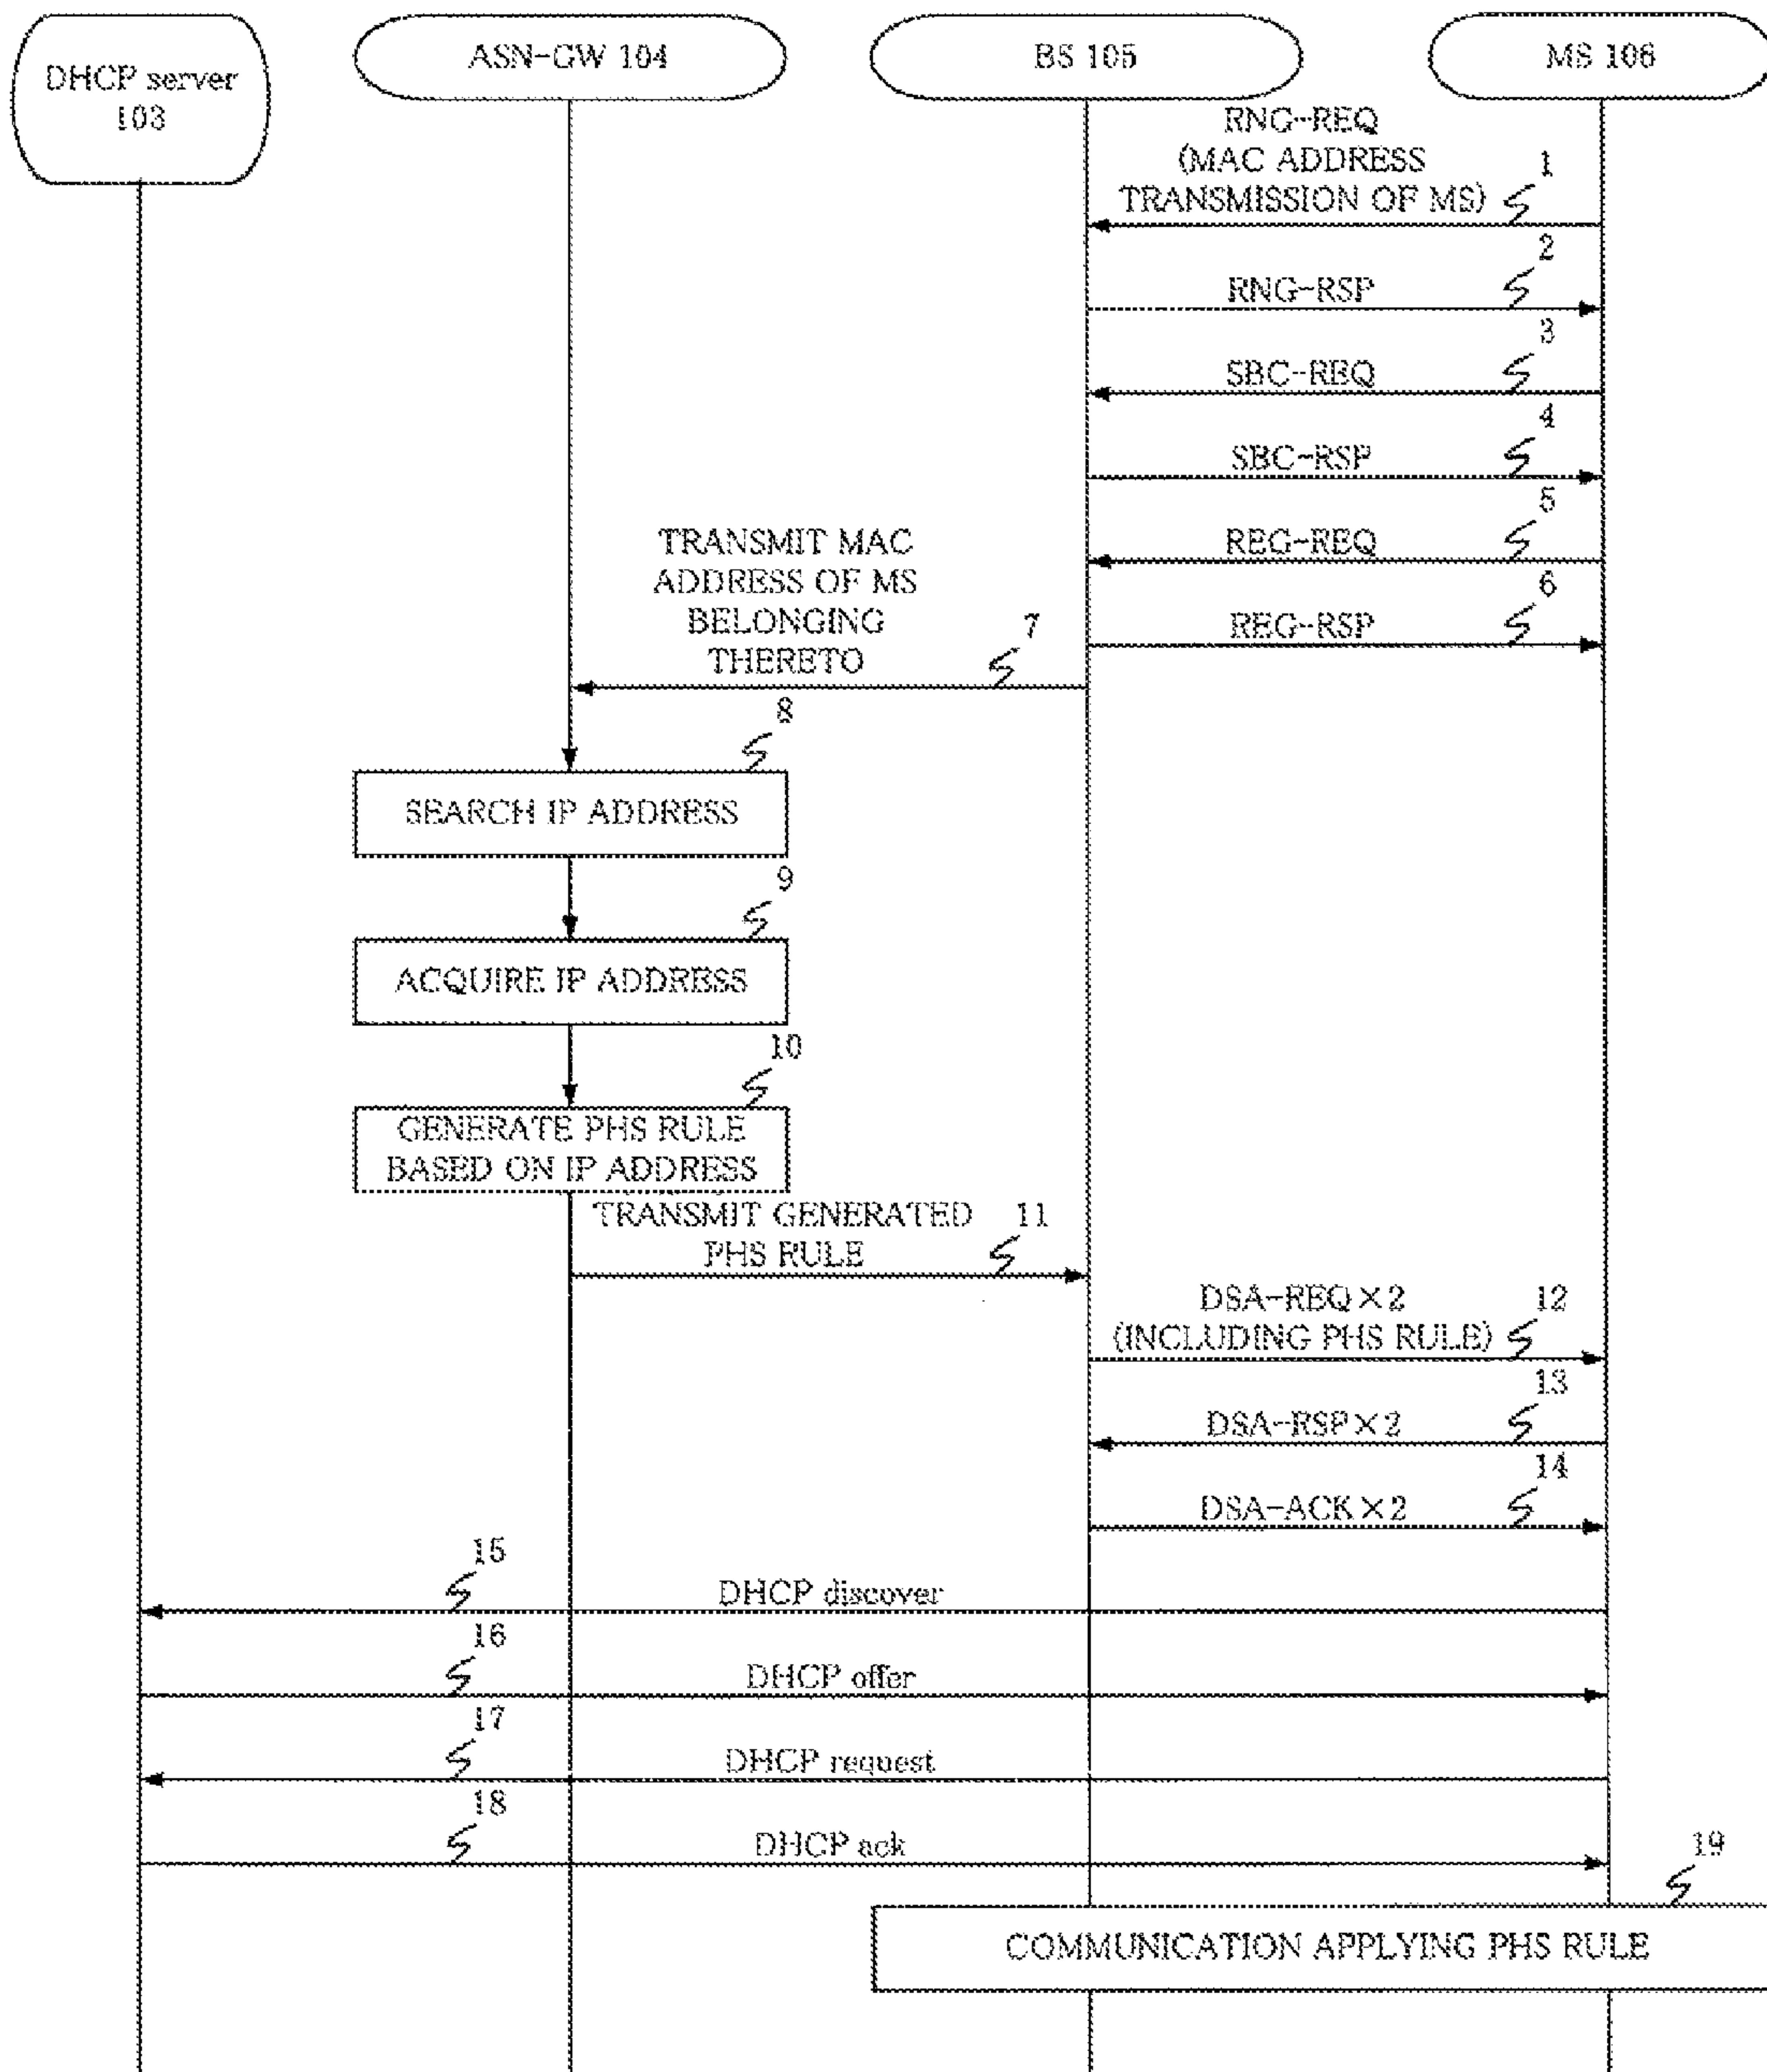 DHCP server
103
ASN-GW 104
BS 105
MS 106
RNG-REQ
(MAC ADDRESS
TRANSMISSION OF MS)
1
2
RNG-RSP
3
SBC-REQ
4
SBC-RSP
5
REG-REQ
6
REG-RSP
TRANSMIT MAC
ADDRESS OF MS
BELONGING
THERETO
7
8
SEARCH IP ADDRESS
9
ACQUIRE IP ADDRESS
10
GENERATE PHS RULE
BASED ON IP ADDRESS
TRANSMIT GENERATED
PHS RULE
11
DSA-REQ×2
(INCLUDING PHS RULE)
12
13
DSA-RSP×2
14
DSA-ACK×2
15
DHCP discover
16
DHCP offer
17
DHCP request
18
DHCP ack
19
COMMUNICATION APPLYING PHS RULE